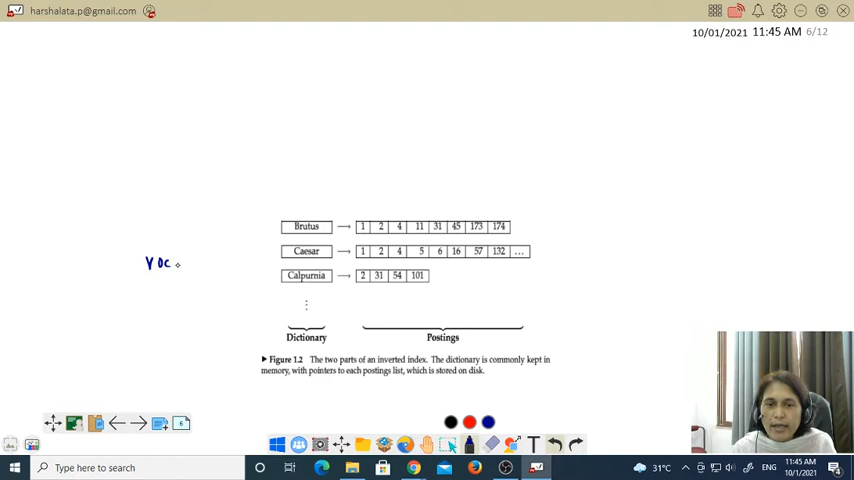 harshalata.p@gmail.com
10/01/2021 11:45 AM 6/12
Brutus → 1 2 4 11 31 45 173 174
Caesar → 1 2 4 5 6 16 57 132 ...
VOC
Calpurnia → 2 31 54 101
⋮
Dictionary Postings
▶ Figure 1.2 The two parts of an inverted index. The dictionary is commonly kept in
memory, with pointers to each postings list, which is stored on disk.
6
T
Type here to search
31°C ENG 11:45 AM
10/1/2021 4